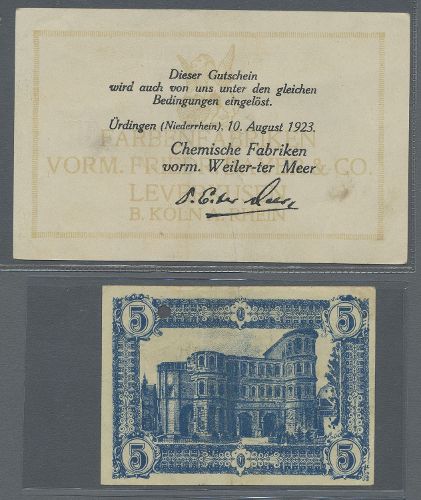 Dieser Gutschein
wird auch von uns unter den gleichen
Bedingungen eingelöst.
Ürdingen (Niederrhein), 10. August 1923.
FARBENFABRIKEN
Chemische Fabriken
VORM. FRIEDR. & CO.
vorm. Weiler-ter Meer
LEVERKUSEN
B. KÖLN RHEIN
5 5
5 5